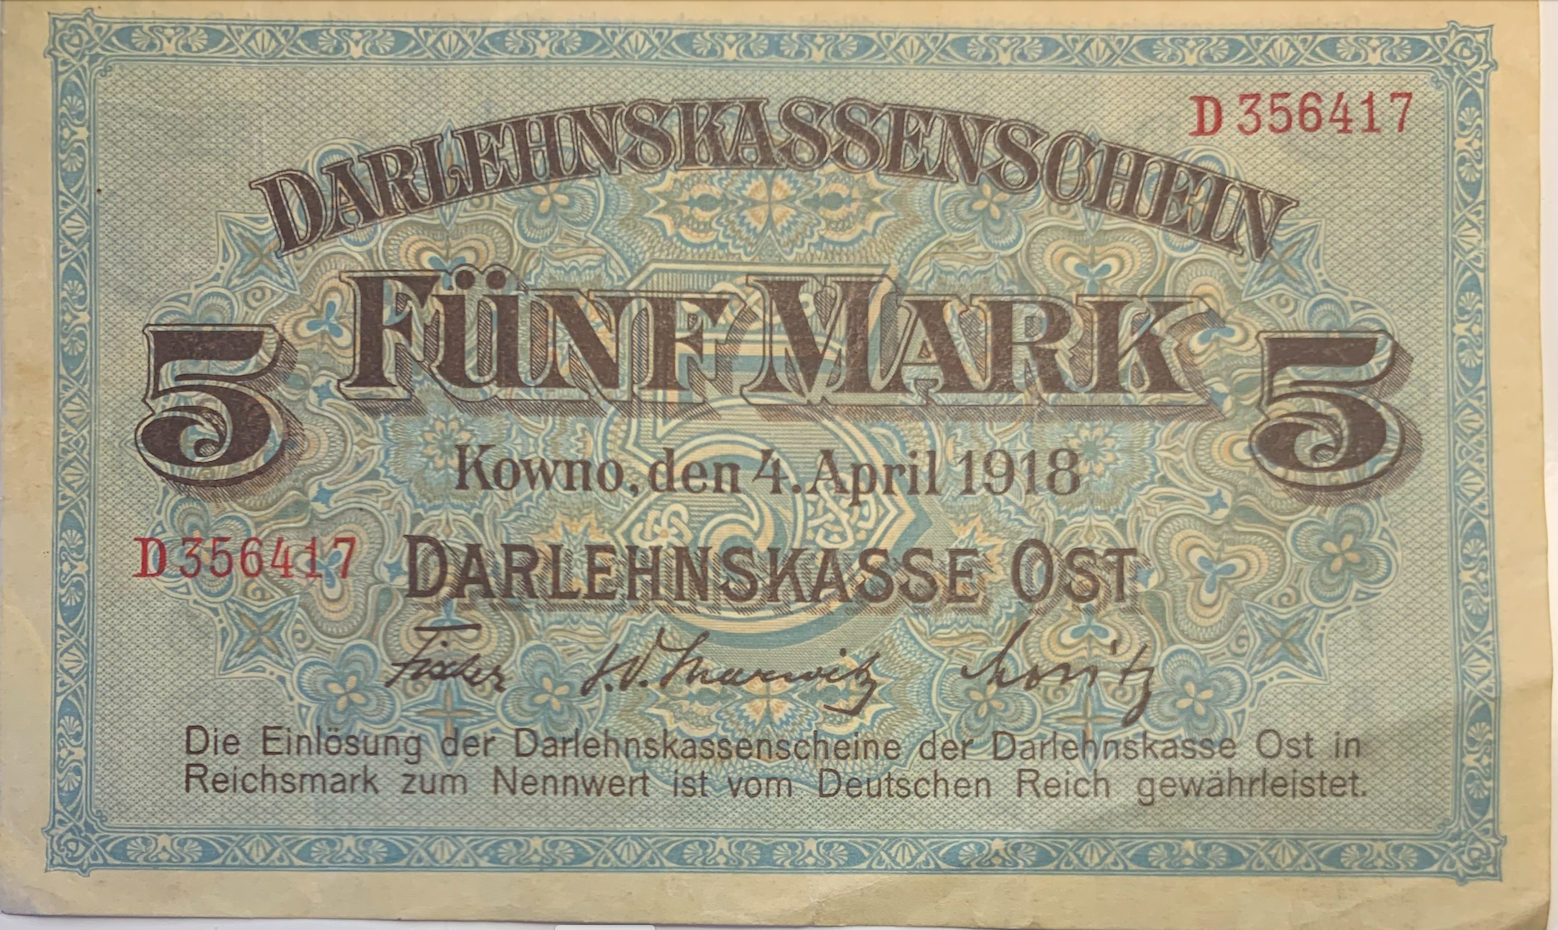 D 356417
DARLEHNSKASSENSCHEIN
FÜNF MARK
5 5
Kowno, den 4. April 1918
D 356417
DARLEHNSKASSE OST
Fischer
Die Einlösung der Darlehnskassenscheine der Darlehnskasse Ost in
Reichsmark zum Nennwert ist vom Deutschen Reich gewährleistet.